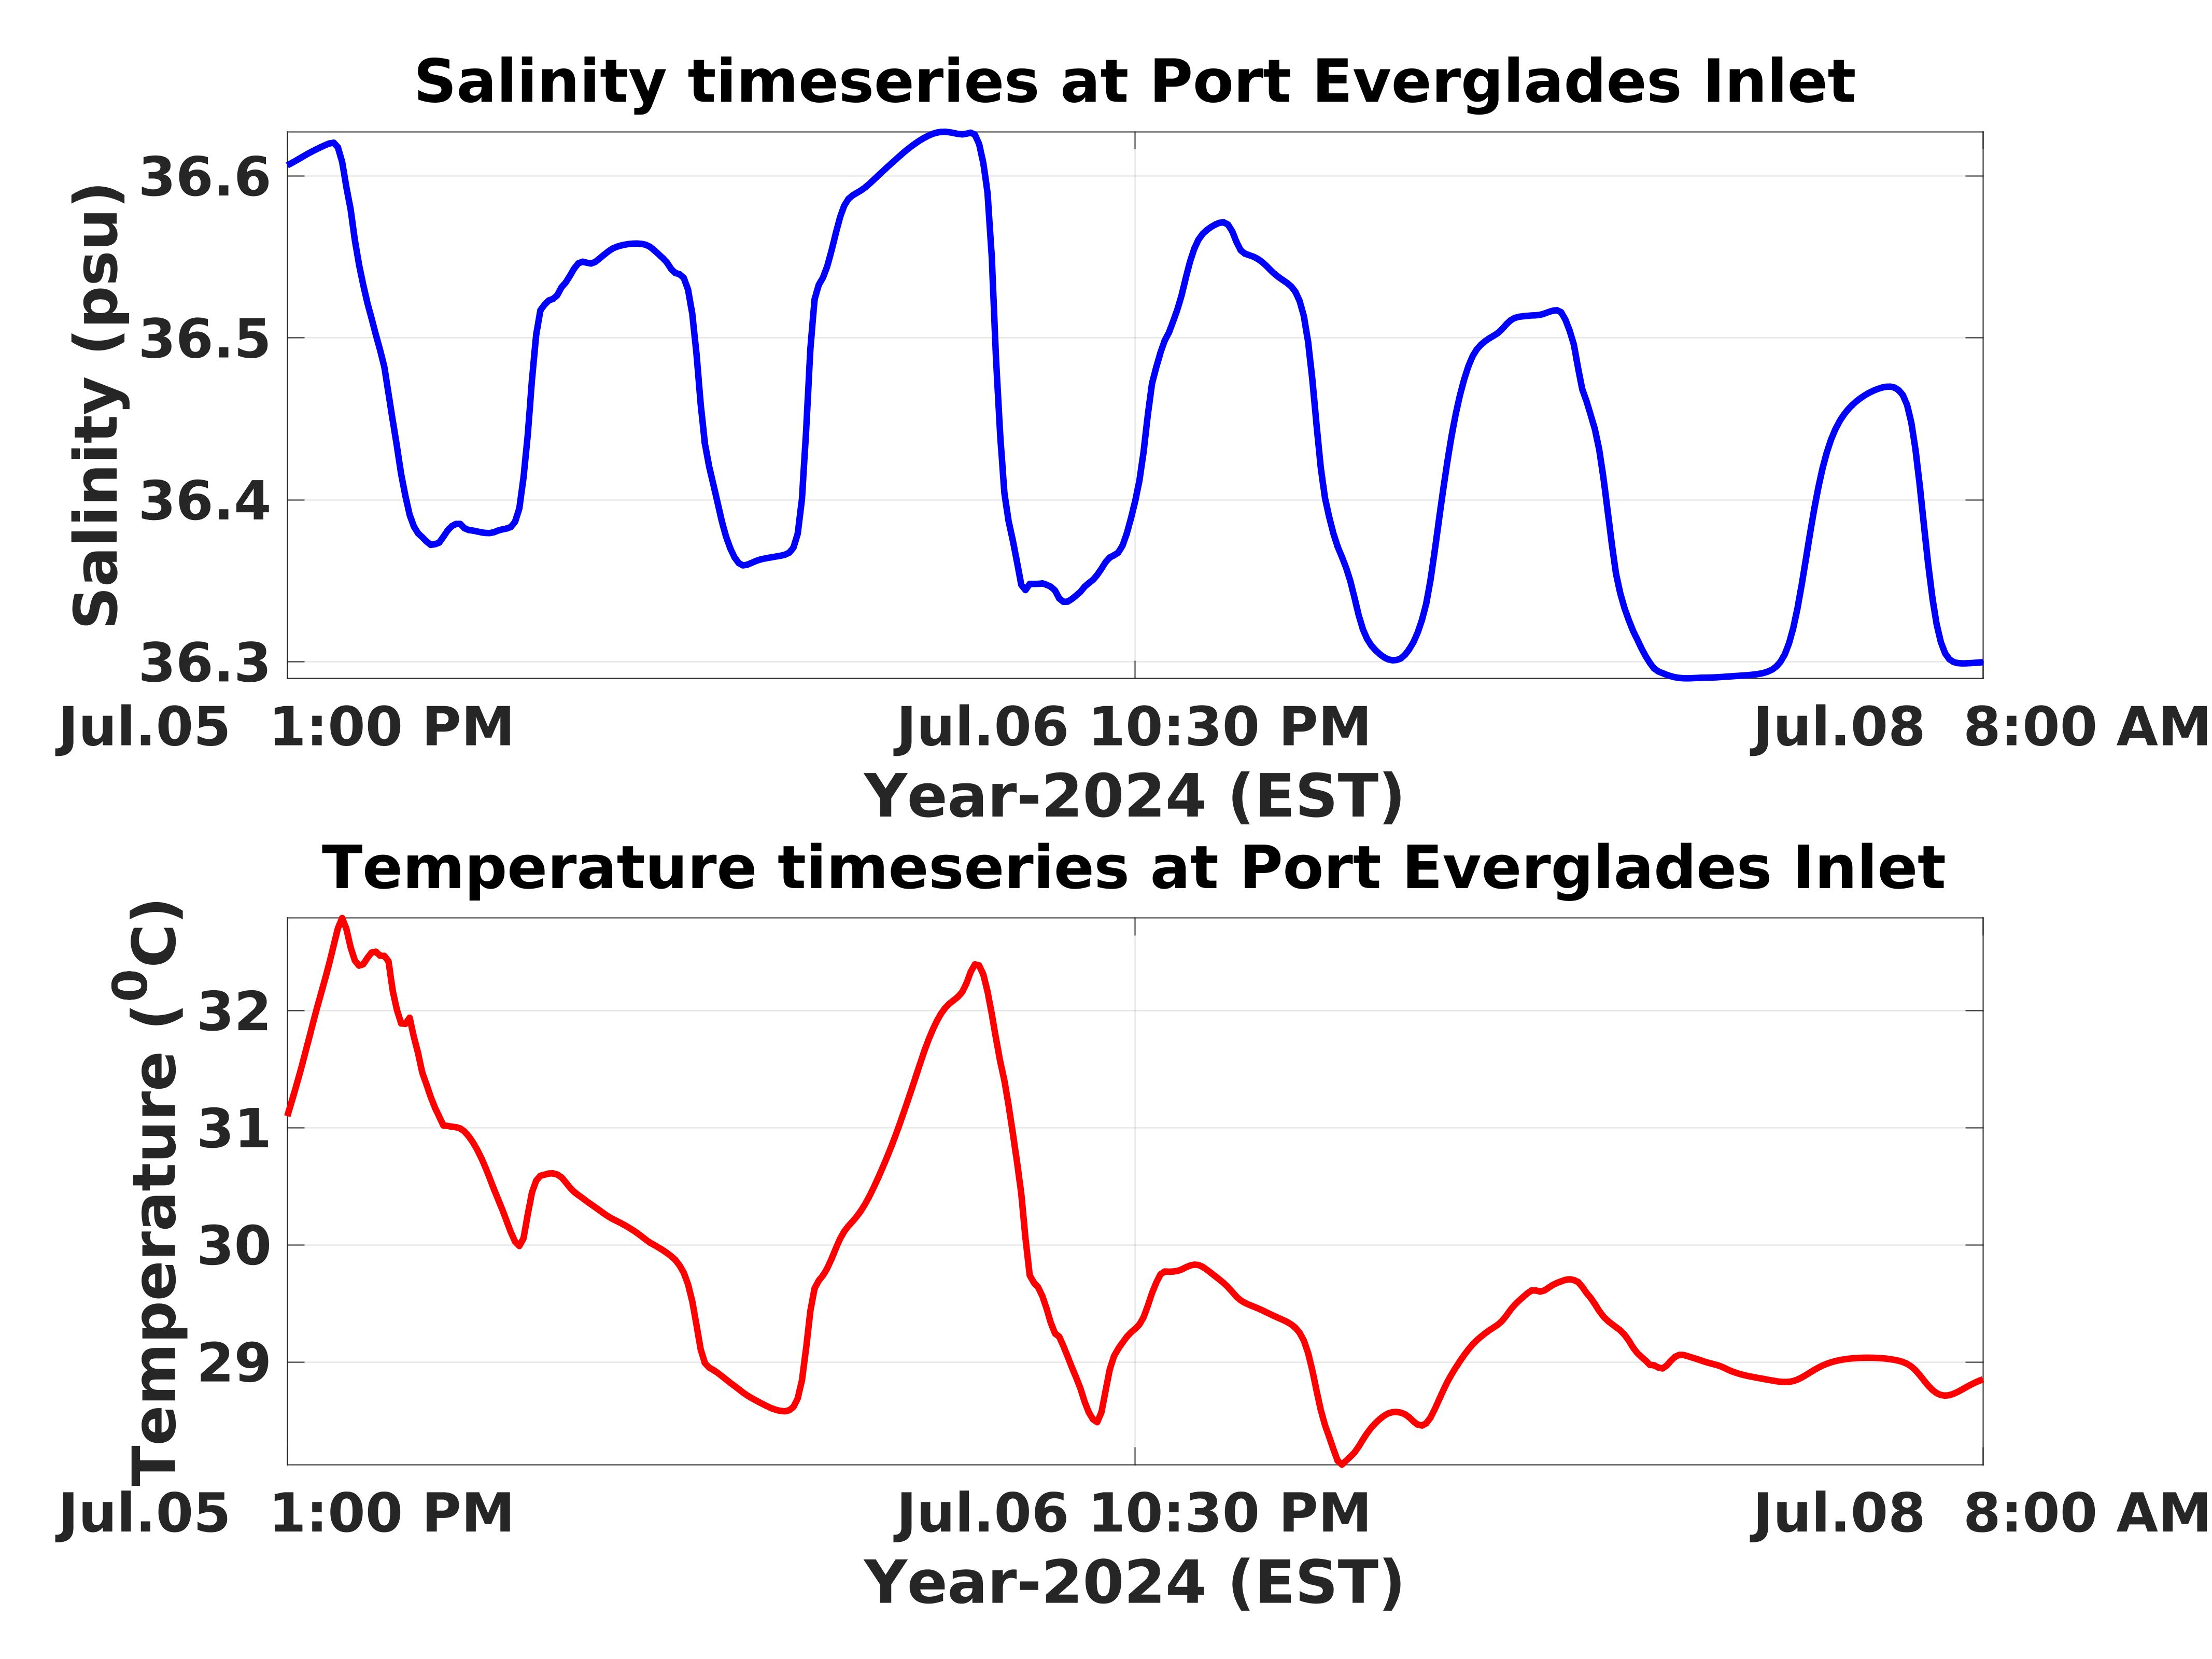 Salinity timeseries at Port Everglades Inlet
Salinity (psu)
36.6
36.5
36.4
36.3
Jul.05  1:00 PM Jul.06 10:30 PM Jul.08  8:00 AM
Year-2024 (EST)
Temperature timeseries at Port Everglades Inlet
Temperature (⁰C)
32
31
30
29
Jul.05  1:00 PM Jul.06 10:30 PM Jul.08  8:00 AM
Year-2024 (EST)